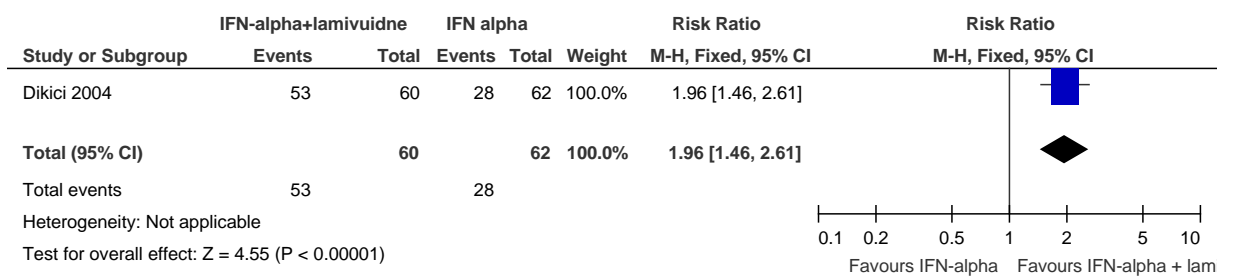 IFN-alpha+lamivuidne IFN alpha Risk Ratio Risk Ratio
Study or Subgroup Events Total Events Total Weight M-H, Fixed, 95% CI M-H, Fixed, 95% CI
Dikici 2004 53 60 28 62 100.0% 1.96 [1.46, 2.61]
Total (95% CI) 60 62 100.0% 1.96 [1.46, 2.61]
Total events 53 28
Heterogeneity: Not applicable
Test for overall effect: Z = 4.55 (P < 0.00001)
0.1 0.2 0.5 1 2 5 10
Favours IFN-alpha Favours IFN-alpha + lam